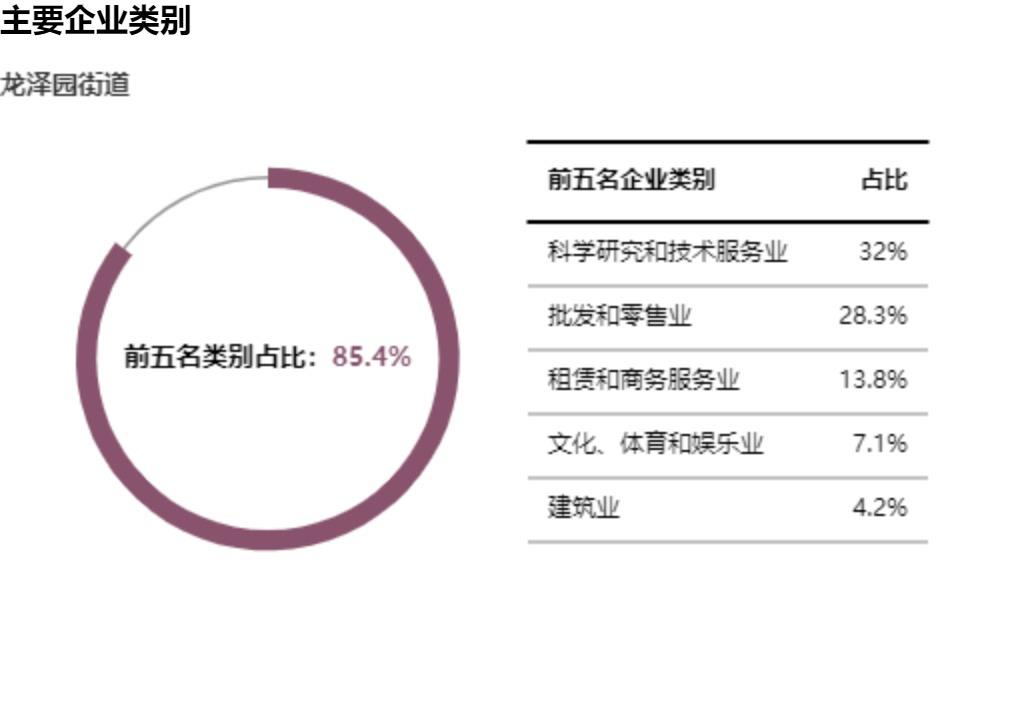 主要企业类别
龙泽园街道
前五名类别占比：85.4%
前五名企业类别 占比
科学研究和技术服务业 32%
批发和零售业 28.3%
租赁和商务服务业 13.8%
文化、体育和娱乐业 7.1%
建筑业 4.2%